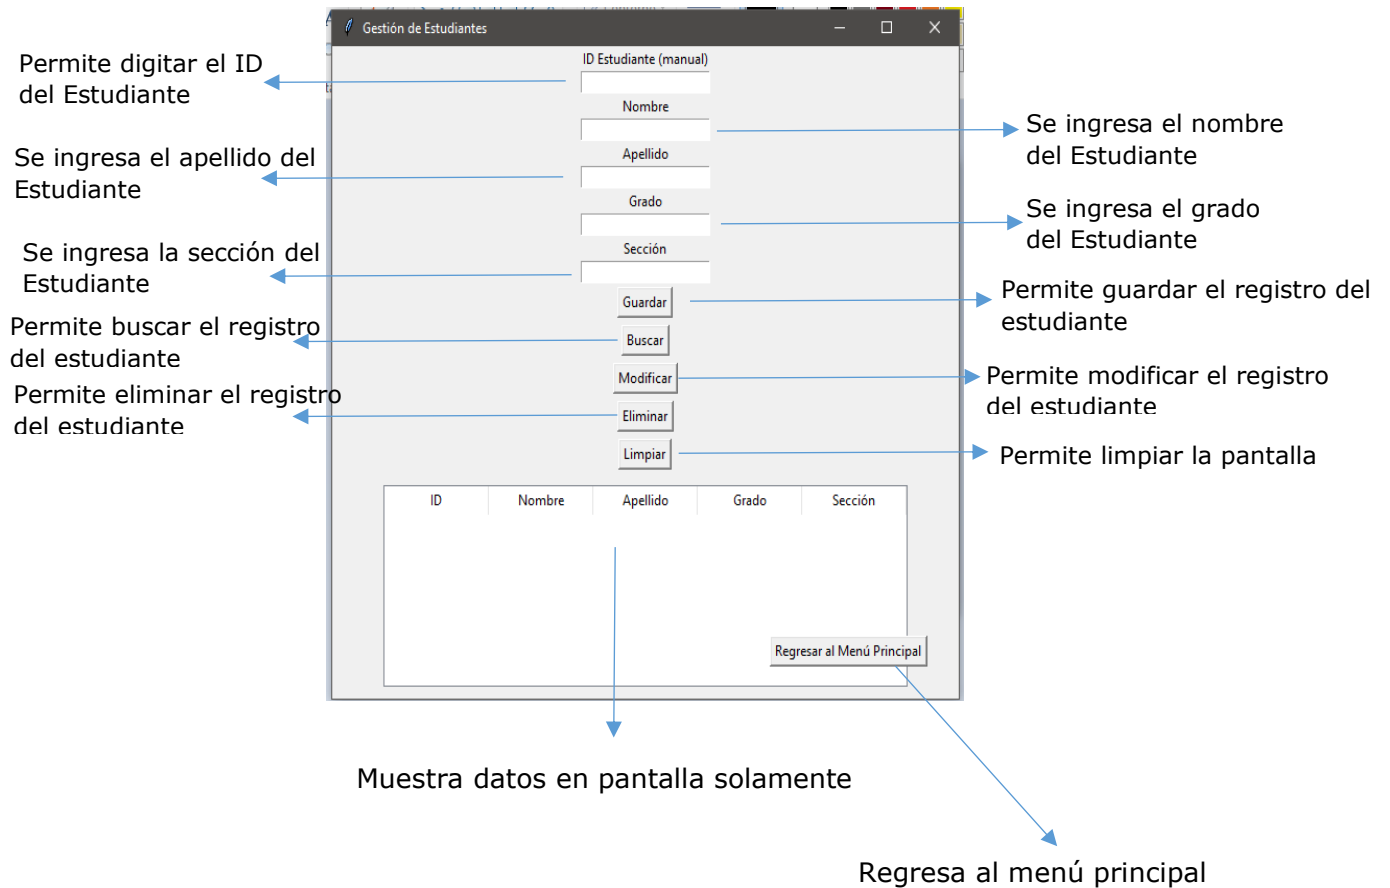 Gestión de Estudiantes
ID Estudiante (manual)
Permite digitar el ID
del Estudiante
Nombre
Se ingresa el nombre
del Estudiante
Apellido
Se ingresa el apellido del
Estudiante
Grado
Se ingresa el grado
del Estudiante
Sección
Se ingresa la sección del
Estudiante
Guardar
Permite guardar el registro del
estudiante
Buscar
Permite buscar el registro
del estudiante
Modificar
Permite modificar el registro
del estudiante
Eliminar
Permite eliminar el registro
del estudiante
Limpiar
Permite limpiar la pantalla
ID Nombre Apellido Grado Sección
Regresar al Menú Principal
Muestra datos en pantalla solamente
Regresa al menú principal